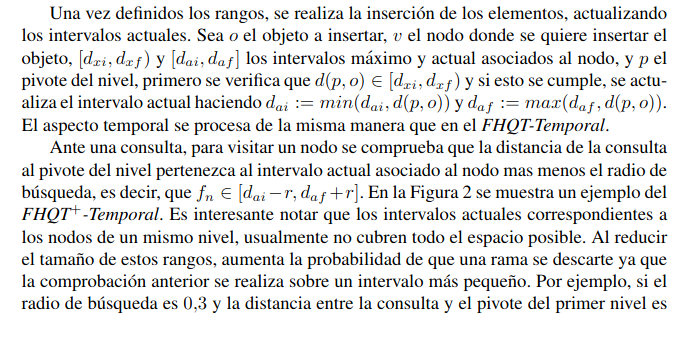 Una vez definidos los rangos, se realiza la inserción de los elementos, actualizando
los intervalos actuales. Sea o el objeto a insertar, v el nodo donde se quiere insertar el
objeto, [d_{xi}, d_{xf}) y [d_{ai}, d_{af}] los intervalos máximo y actual asociados al nodo, y p el
pivote del nivel, primero se verifica que d(p, o) ∈ [d_{xi}, d_{xf}) y si esto se cumple, se actu-
aliza el intervalo actual haciendo d_{ai} := min(d_{ai}, d(p, o)) y d_{af} := max(d_{af}, d(p, o)).
El aspecto temporal se procesa de la misma manera que en el FHQT-Temporal.
Ante una consulta, para visitar un nodo se comprueba que la distancia de la consulta
al pivote del nivel pertenezca al intervalo actual asociado al nodo mas menos el radio de
búsqueda, es decir, que f_n ∈ [d_{ai} − r, d_{af} + r]. En la Figura 2 se muestra un ejemplo del
FHQT⁺-Temporal. Es interesante notar que los intervalos actuales correspondientes a
los nodos de un mismo nivel, usualmente no cubren todo el espacio posible. Al reducir
el tamaño de estos rangos, aumenta la probabilidad de que una rama se descarte ya que
la comprobación anterior se realiza sobre un intervalo más pequeño. Por ejemplo, si el
radio de búsqueda es 0,3 y la distancia entre la consulta y el pivote del primer nivel es